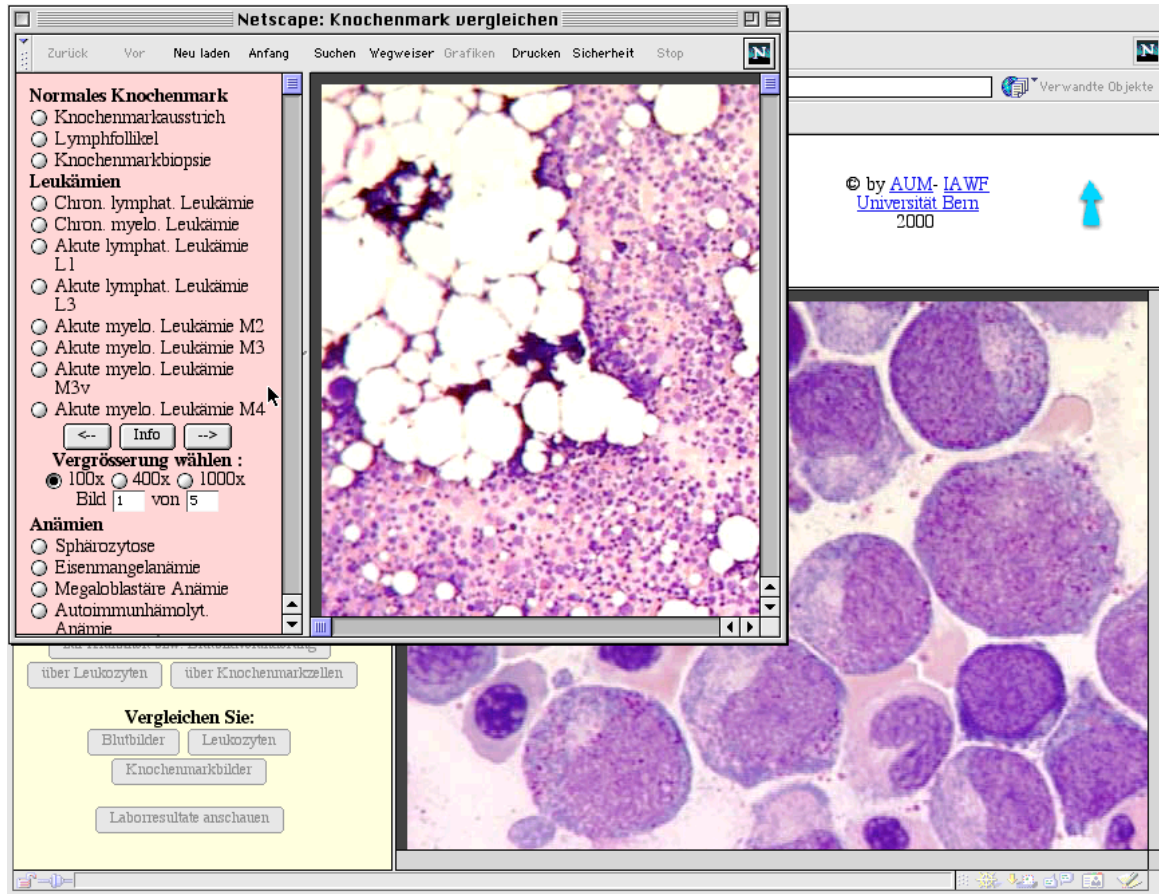 Netscape: Knochenmark vergleichen
Zurück Vor Neu laden Anfang Suchen Wegweiser Grafiken Drucken Sicherheit Stop
N
N
Verwandte Objekte
Normales Knochenmark
Knochenmarkausstrich
Lymphfollikel
Knochenmarkbiopsie
Leukämien
Chron. lymphat. Leukämie
Chron. myelo. Leukämie
Akute lymphat. Leukämie
L1
Akute lymphat. Leukämie
L3
Akute myelo. Leukämie M2
Akute myelo. Leukämie M3
Akute myelo. Leukämie
M3v
Akute myelo. Leukämie M4
<-- Info -->
Vergrösserung wählen :
100x 400x 1000x
Bild 1 von 5
Anämien
Sphärozytose
Eisenmangelanämie
Megaloblastäre Anämie
Autoimmunhämolyt.
Anämie
© by AUM- IAWF
Universität Bern
2000
über Leukozyten über Knochenmarkzellen
Vergleichen Sie:
Blutbilder Leukozyten
Knochenmarkbilder
Laborresultate anschauen